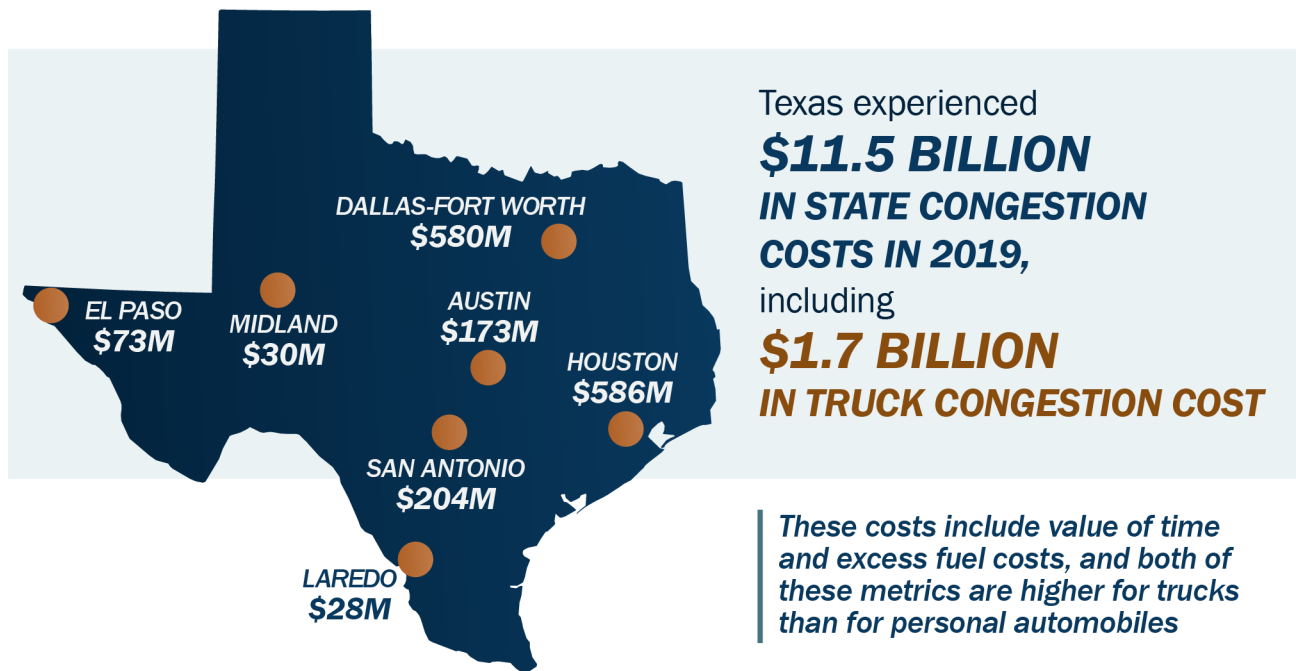 DALLAS-FORT WORTH
$580M
EL PASO
$73M
MIDLAND
$30M
AUSTIN
$173M
HOUSTON
$586M
SAN ANTONIO
$204M
LAREDO
$28M
Texas experienced
$11.5 BILLION
IN STATE CONGESTION
COSTS IN 2019,
including
$1.7 BILLION
IN TRUCK CONGESTION COST
These costs include value of time
and excess fuel costs, and both of
these metrics are higher for trucks
than for personal automobiles